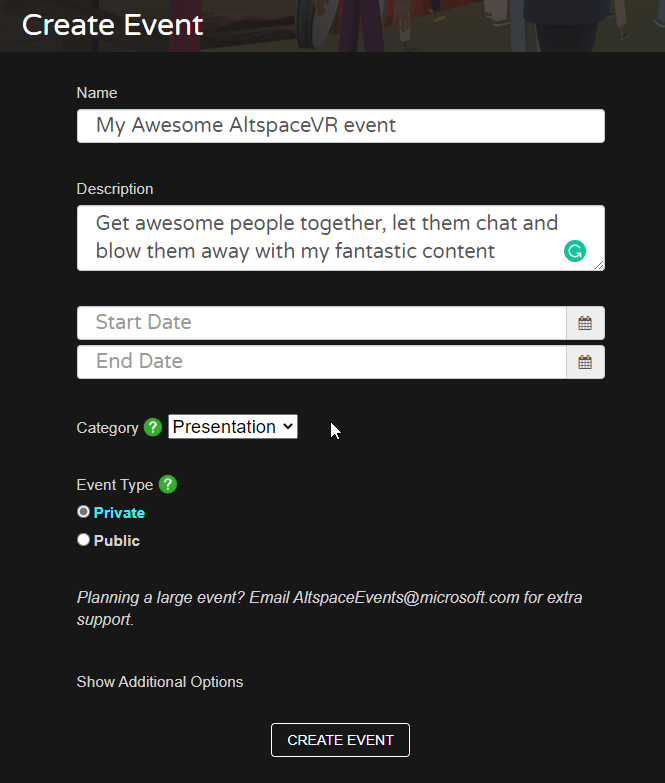 Create Event
Name
My Awesome AltspaceVR event
Description
Get awesome people together, let them chat and
blow them away with my fantastic content
Start Date
End Date
Category ? Presentation
Event Type ?
Private
Public
Planning a large event? Email AltspaceEvents@microsoft.com for extra
support.
Show Additional Options
CREATE EVENT